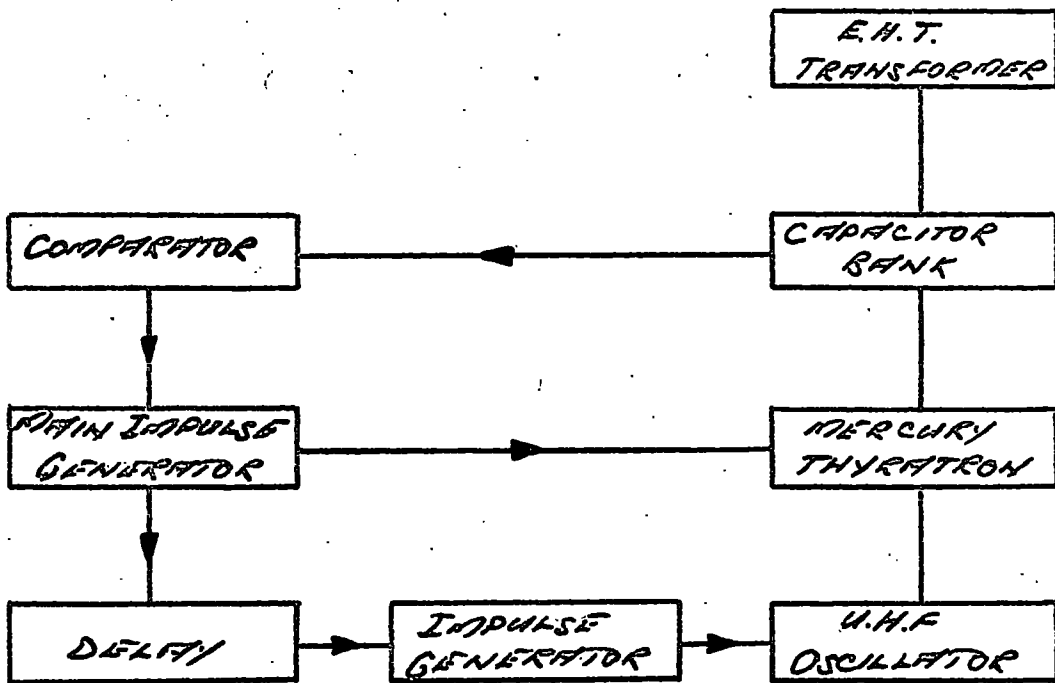 E.H.T.
TRANSFORMER
COMPARATOR
CAPACITOR
BANK
MAIN IMPULSE
GENERATOR
MERCURY
THYRATRON
DELAY
IMPULSE
GENERATOR
U.H.F
OSCILLATOR